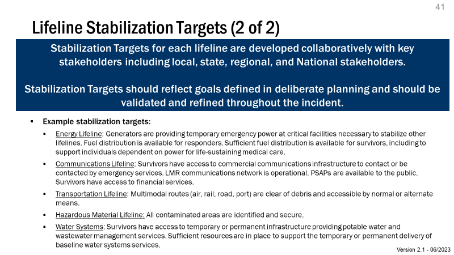 41
Lifeline Stabilization Targets (2 of 2)
Stabilization Targets for each lifeline are developed collaboratively with key
stakeholders including local, state, regional, and National stakeholders.
Stabilization Targets should reflect goals defined in deliberate planning and should be
validated and refined throughout the incident.
▪ Example stabilization targets:
▪ Energy Lifeline: Generators are providing temporary emergency power at critical facilities necessary to stabilize other
lifelines. Fuel distribution is available for responders. Sufficient fuel distribution is available for survivors, including to
support individuals dependent on power for life-sustaining medical care.
▪ Communications Lifeline: Survivors have access to commercial communications infrastructure to contact or be
contacted by emergency services. LMR communications network is operational. PSAPs are available to the public.
Survivors have access to financial services.
▪ Transportation Lifeline: Multimodal routes (air, rail, road, port) are clear of debris and accessible by normal or alternate
means.
▪ Hazardous Material Lifeline: All contaminated areas are identified and secure.
▪ Water Systems: Survivors have access to temporary or permanent infrastructure providing potable water and
wastewater management services. Sufficient resources are in place to support the temporary or permanent delivery of
baseline water systems services.
Version 2.1 - 06/2023